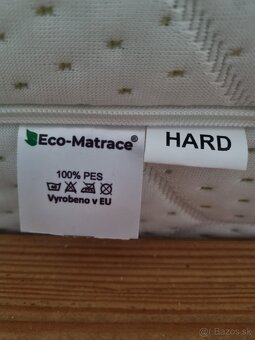 Eco-Matrace®
HARD
100% PES
Vyrobeno v EU
Bazos.sk